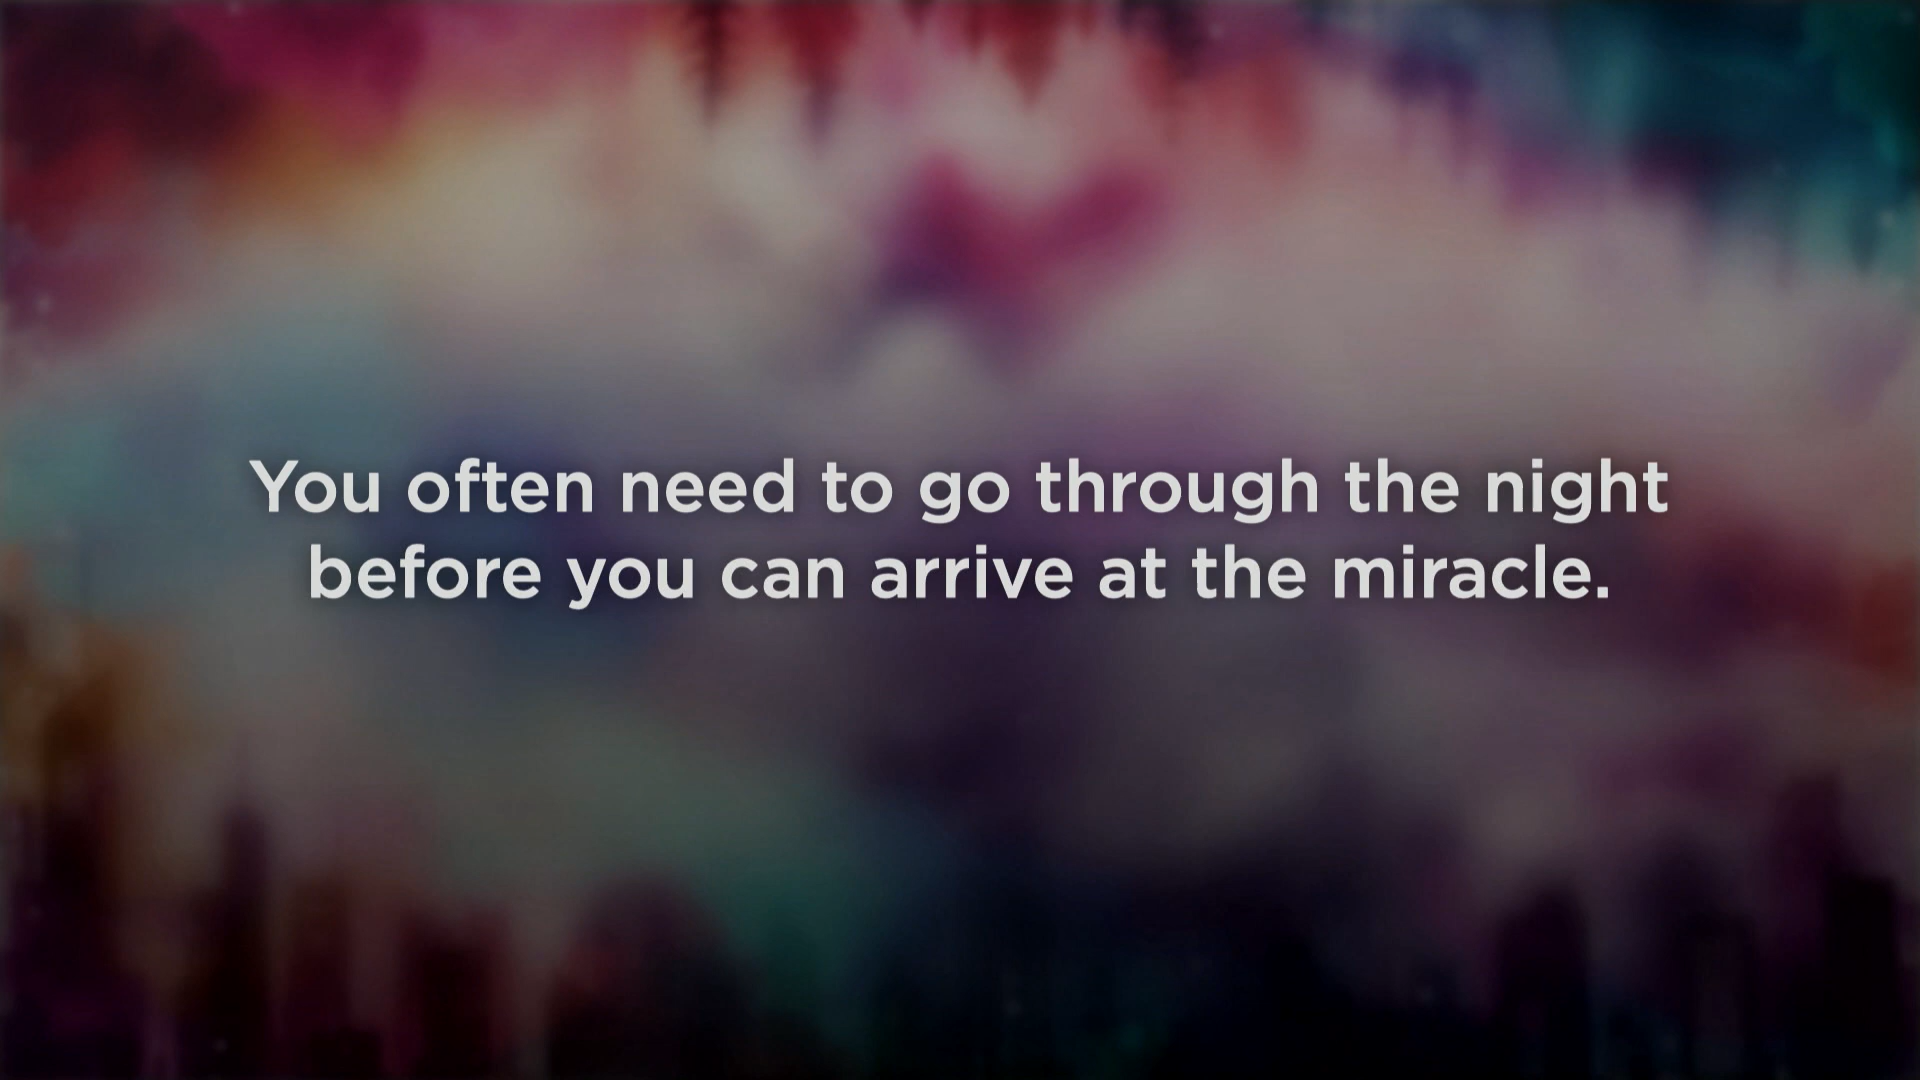 You often need to go through the night
before you can arrive at the miracle.